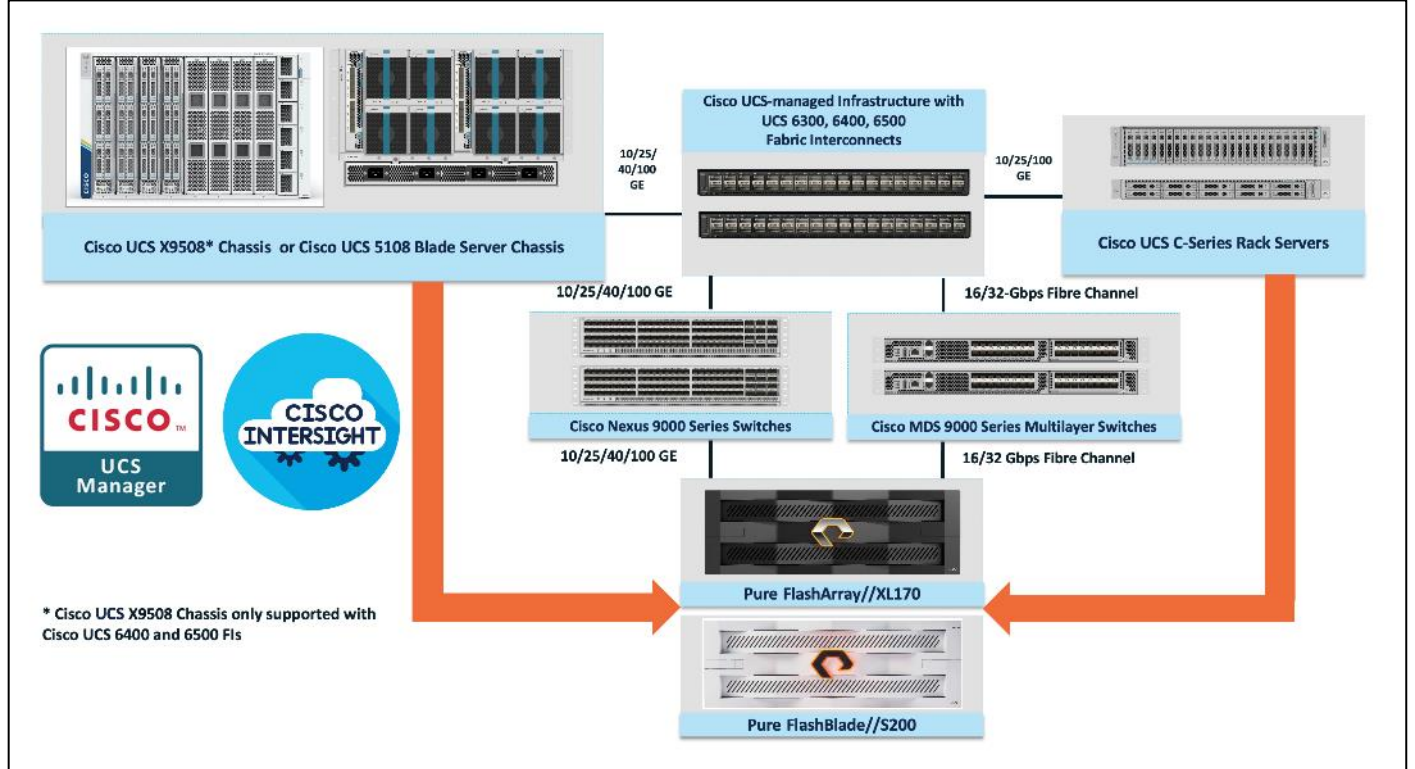 Cisco UCS-managed Infrastructure with
UCS 6300, 6400, 6500
Fabric Interconnects
10/25/
40/100
GE
10/25/100
GE
CISCO
Cisco UCS X9508* Chassis or Cisco UCS 5108 Blade Server Chassis
Cisco UCS C-Series Rack Servers
10/25/40/100 GE
16/32-Gbps Fibre Channel
Cisco Nexus 9000 Series Switches
Cisco MDS 9000 Series Multilayer Switches
10/25/40/100 GE
16/32 Gbps Fibre Channel
CISCO TM
UCS
Manager
CISCO
INTERSIGHT
Pure FlashArray//XL170
* Cisco UCS X9508 Chassis only supported with
Cisco UCS 6400 and 6500 FIs
Pure FlashBlade//S200